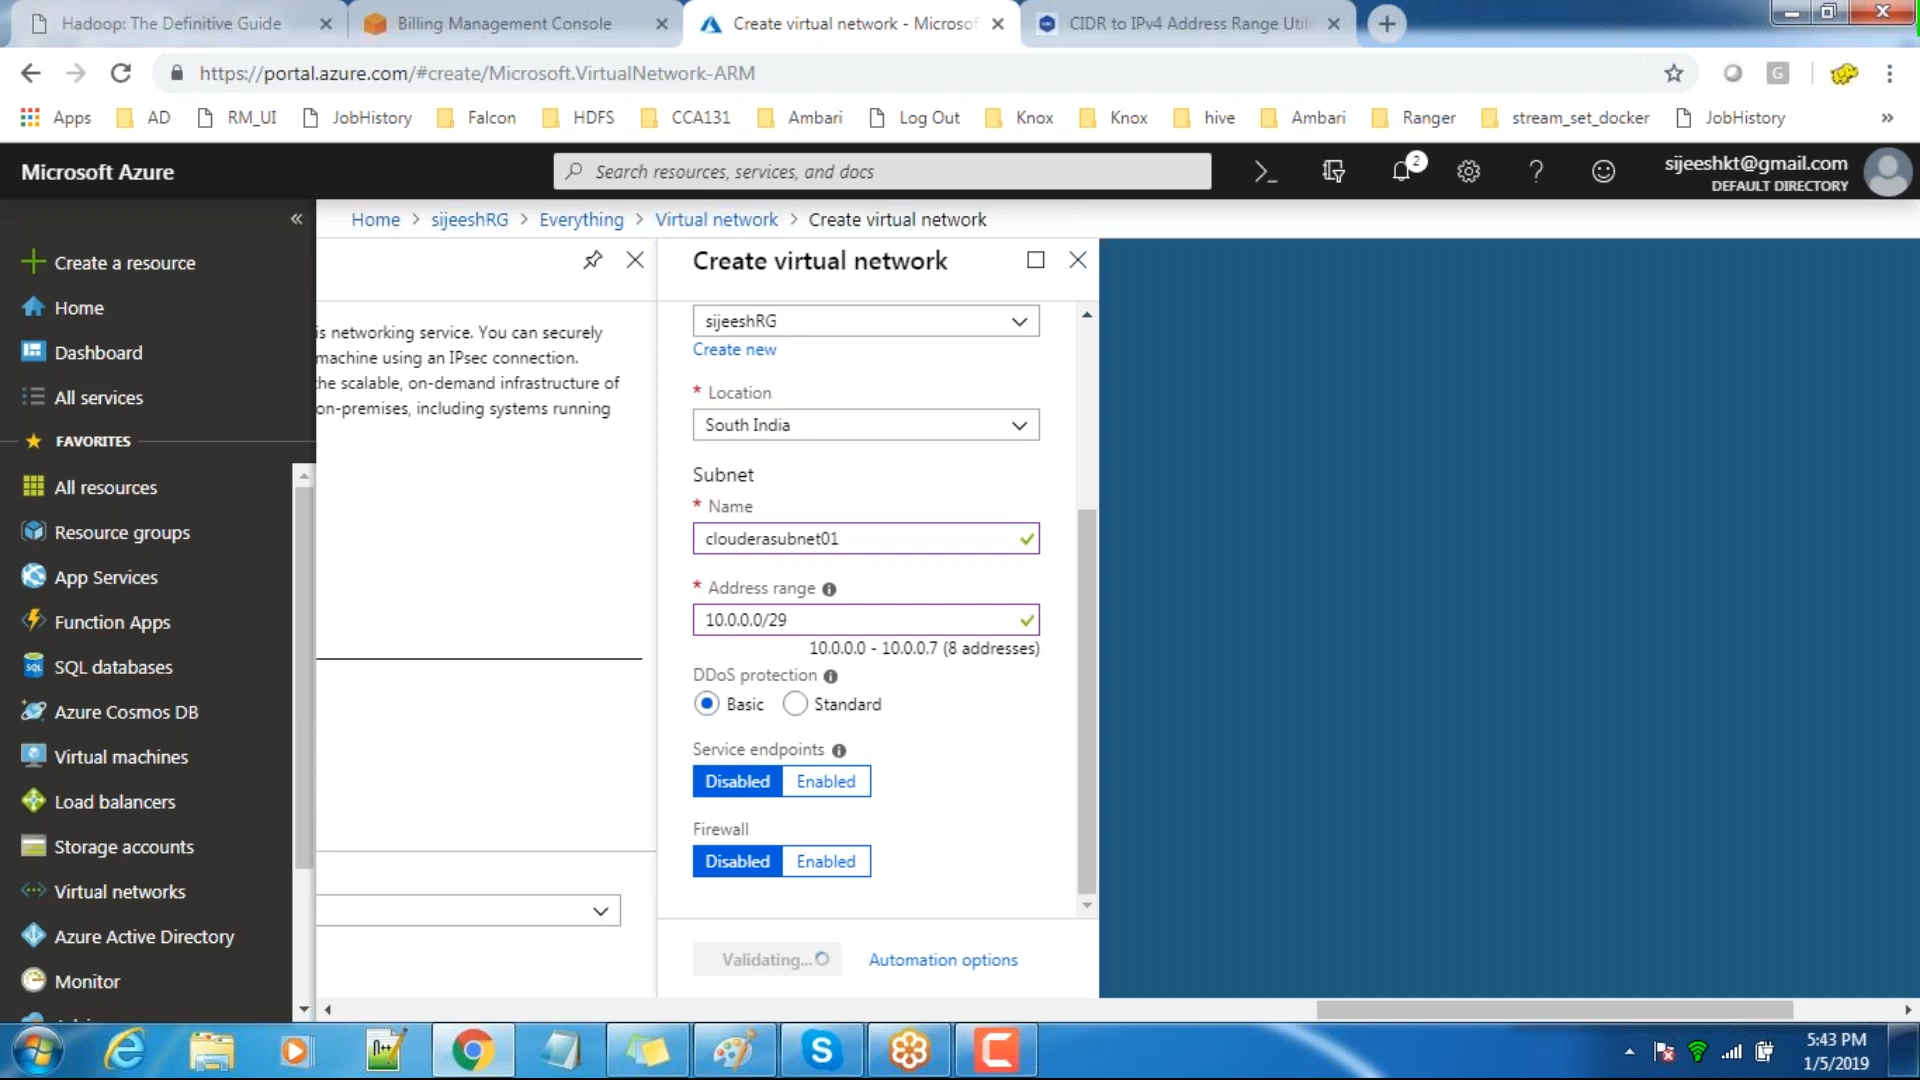 Hadoop: The Definitive Guide
Billing Management Console
Create virtual network - Microsof
CIDR to IPv4 Address Range Utili
https://portal.azure.com/#create/Microsoft.VirtualNetwork-ARM
G
Apps
AD
RM_UI
JobHistory
Falcon
HDFS
CCA131
Ambari
Log Out
Knox
Knox
hive
Ambari
Ranger
stream_set_docker
JobHistory
»
Microsoft Azure
Search resources, services, and docs
2
sijeeshkt@gmail.com
DEFAULT DIRECTORY
Home > sijeeshRG > Everything > Virtual network > Create virtual network
Create a resource
Home
Dashboard
All services
FAVORITES
All resources
Resource groups
App Services
Function Apps
SQL databases
Azure Cosmos DB
Virtual machines
Load balancers
Storage accounts
Virtual networks
Azure Active Directory
Monitor
is networking service. You can securely
machine using an IPsec connection.
the scalable, on-demand infrastructure of
on-premises, including systems running
Create virtual network
sijeeshRG
Create new
* Location
South India
Subnet
* Name
clouderasubnet01
* Address range
10.0.0.0/29
10.0.0.0 - 10.0.0.7 (8 addresses)
DDoS protection
Basic
Standard
Service endpoints
Disabled
Enabled
Firewall
Disabled
Enabled
Validating...
Automation options
5:43 PM
1/5/2019